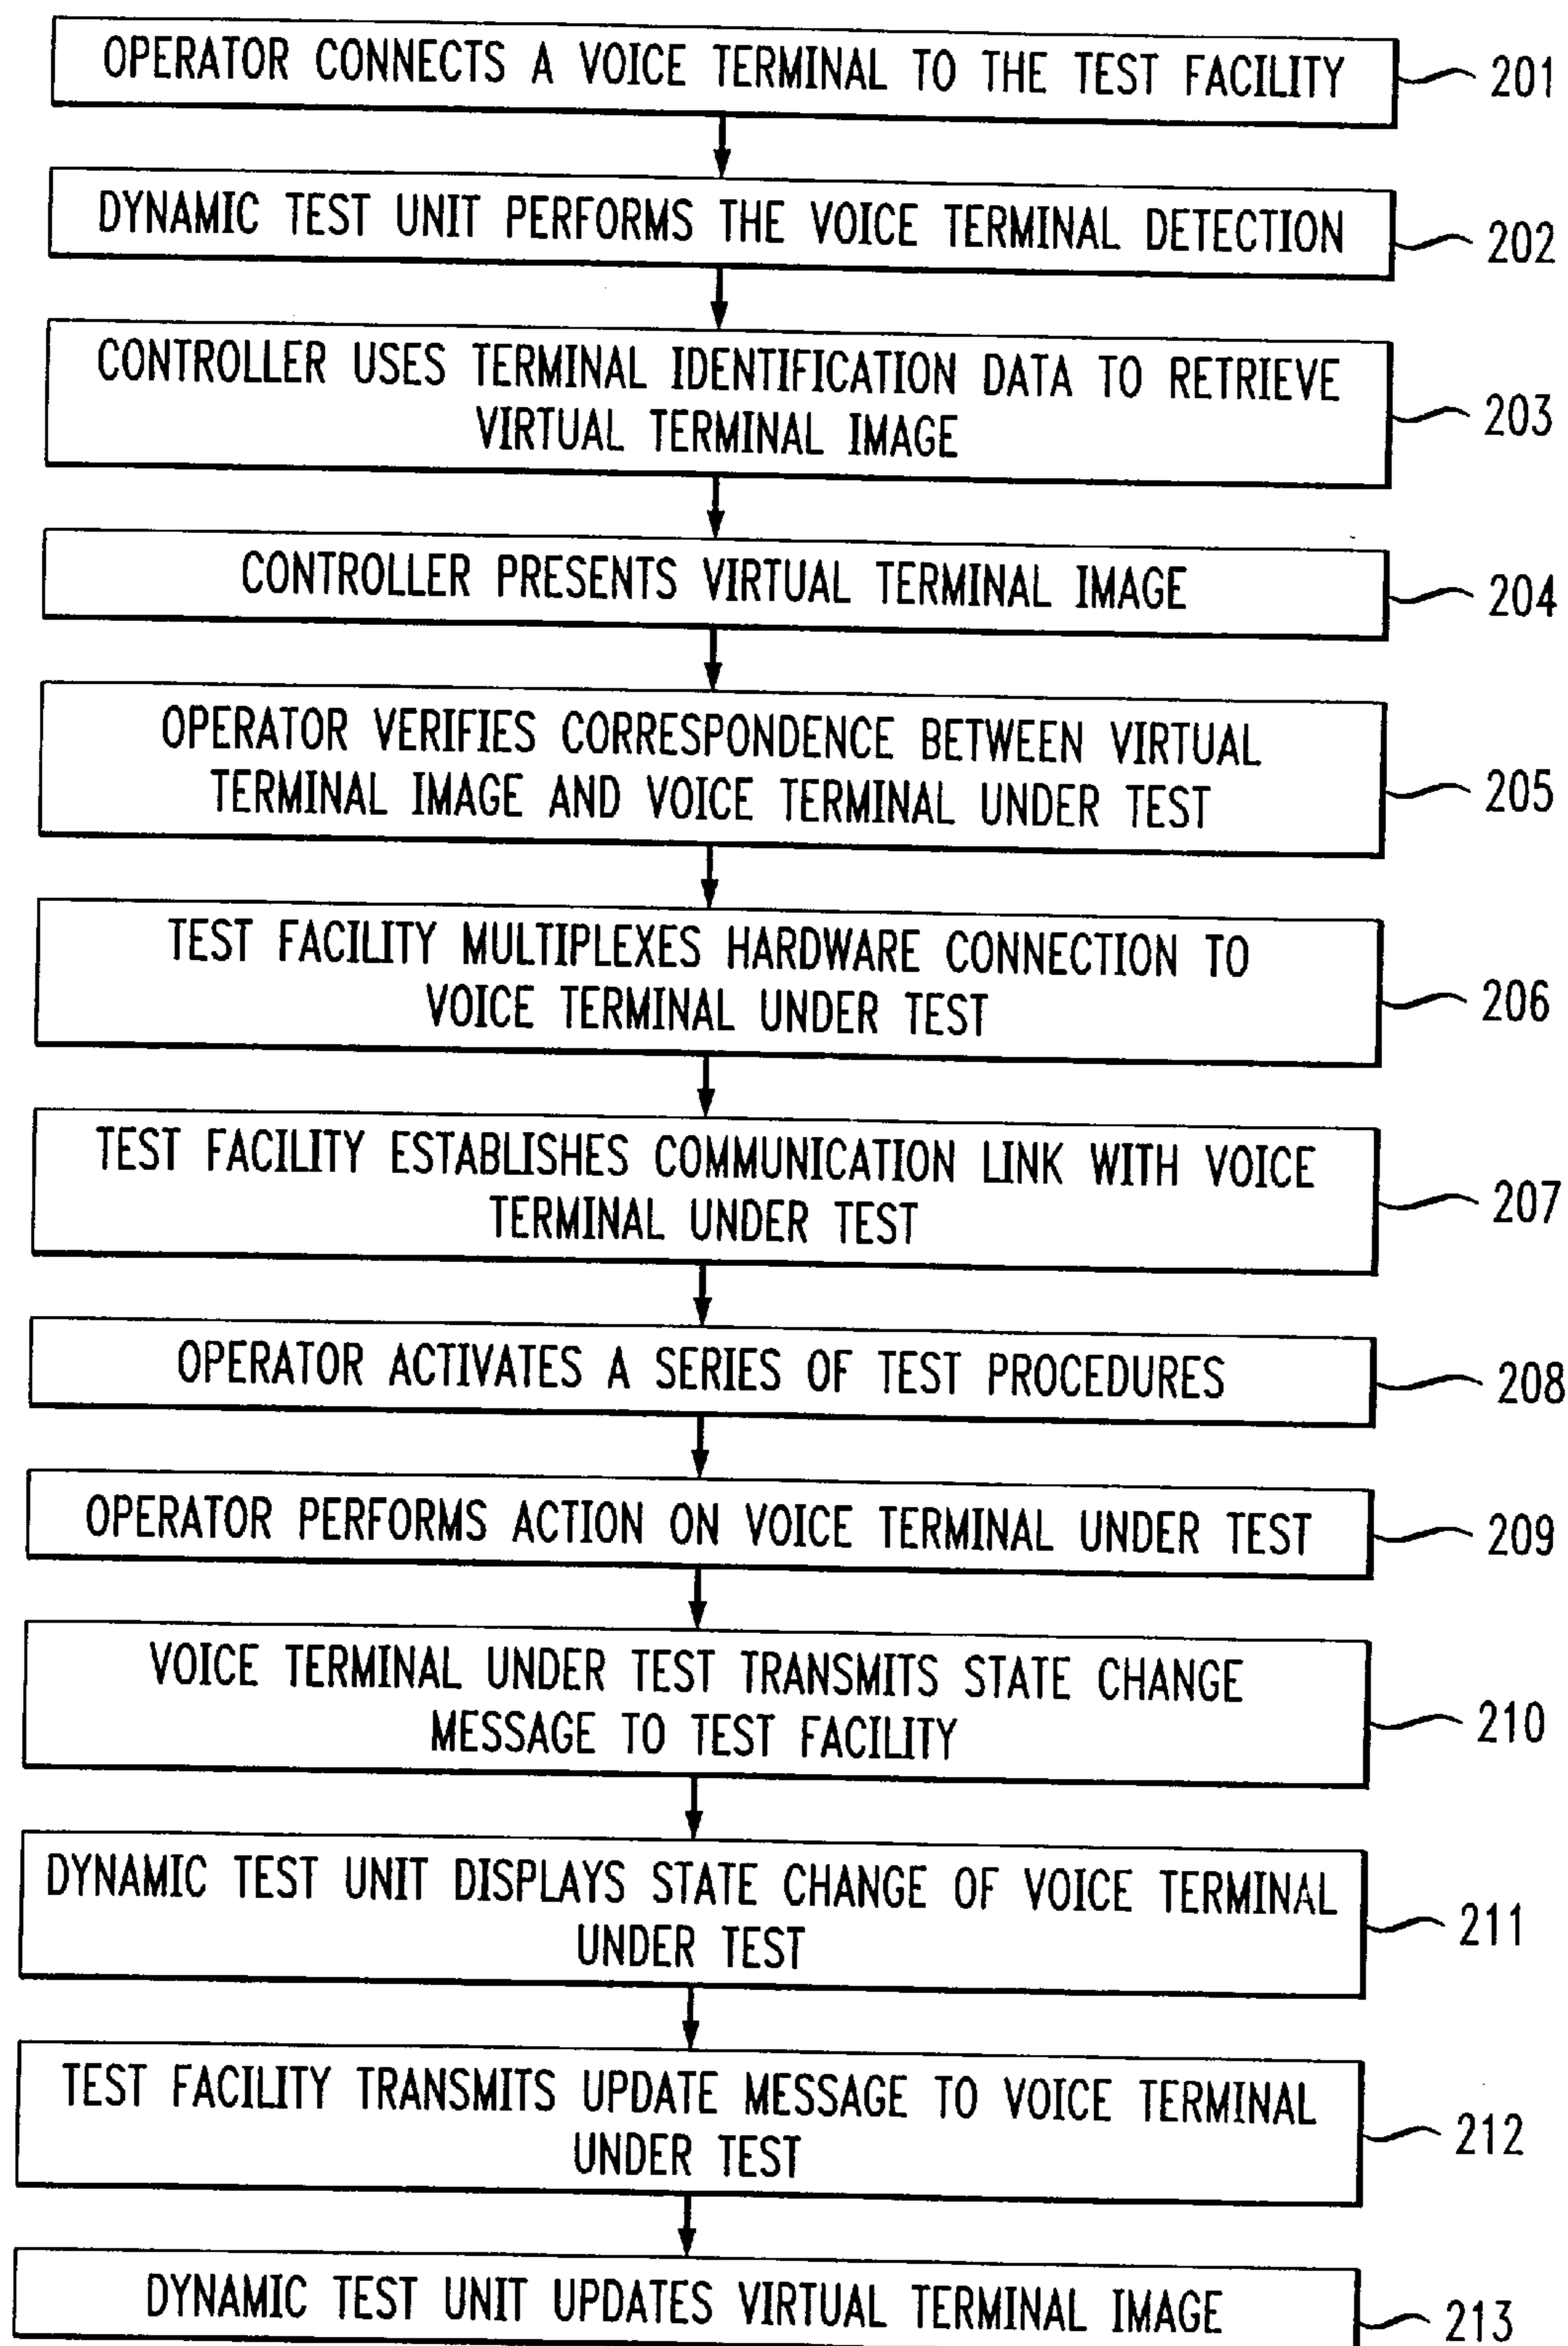 OPERATOR CONNECTS A VOICE TERMINAL TO THE TEST FACILITY
201
DYNAMIC TEST UNIT PERFORMS THE VOICE TERMINAL DETECTION
202
CONTROLLER USES TERMINAL IDENTIFICATION DATA TO RETRIEVE
VIRTUAL TERMINAL IMAGE
203
CONTROLLER PRESENTS VIRTUAL TERMINAL IMAGE
204
OPERATOR VERIFIES CORRESPONDENCE BETWEEN VIRTUAL
TERMINAL IMAGE AND VOICE TERMINAL UNDER TEST
205
TEST FACILITY MULTIPLEXES HARDWARE CONNECTION TO
VOICE TERMINAL UNDER TEST
206
TEST FACILITY ESTABLISHES COMMUNICATION LINK WITH VOICE
TERMINAL UNDER TEST
207
OPERATOR ACTIVATES A SERIES OF TEST PROCEDURES
208
OPERATOR PERFORMS ACTION ON VOICE TERMINAL UNDER TEST
209
VOICE TERMINAL UNDER TEST TRANSMITS STATE CHANGE
MESSAGE TO TEST FACILITY
210
DYNAMIC TEST UNIT DISPLAYS STATE CHANGE OF VOICE TERMINAL
UNDER TEST
211
TEST FACILITY TRANSMITS UPDATE MESSAGE TO VOICE TERMINAL
UNDER TEST
212
DYNAMIC TEST UNIT UPDATES VIRTUAL TERMINAL IMAGE
213